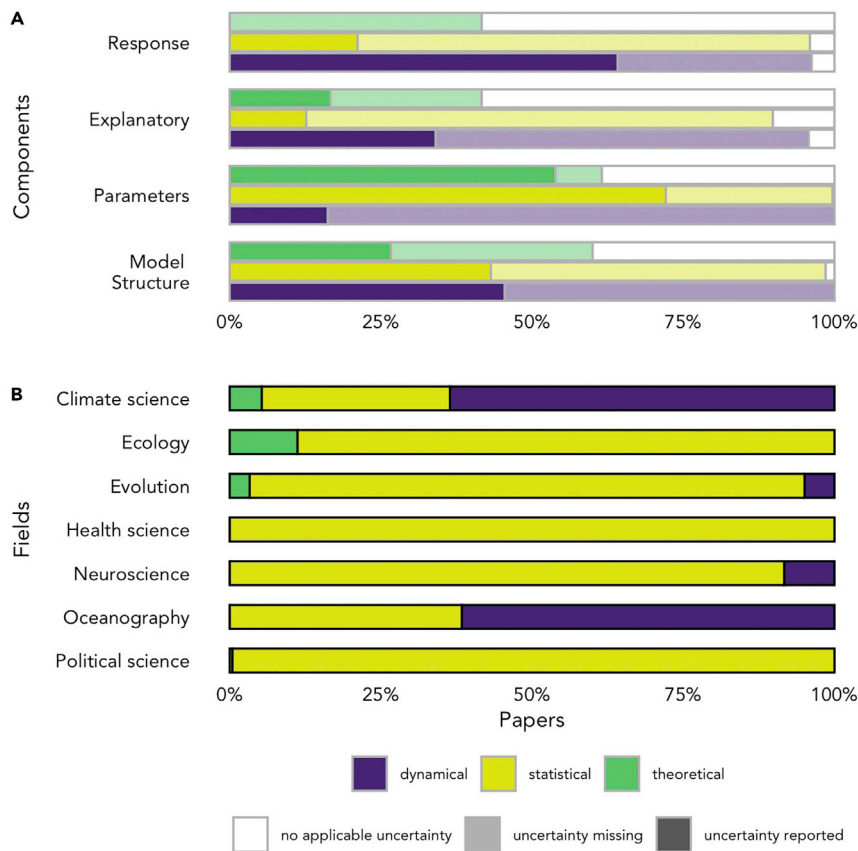 A
Components
Response
Explanatory
Parameters
Model
Structure
0% 25% 50% 75% 100%
B
Fields
Climate science
Ecology
Evolution
Health science
Neuroscience
Oceanography
Political science
0% 25% 50% 75% 100%
Papers
dynamical statistical theoretical
no applicable uncertainty uncertainty missing uncertainty reported